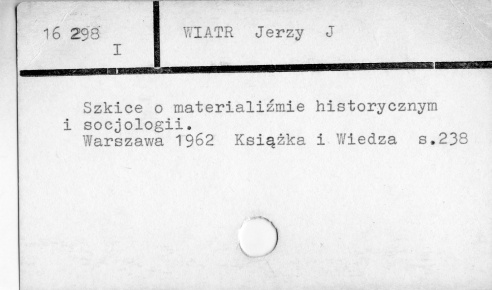 16 298 WIATR Jerzy J
I
Szkice o materialiźmie historycznym
i socjologii.
Warszawa 1962 Książka i Wiedza s.238